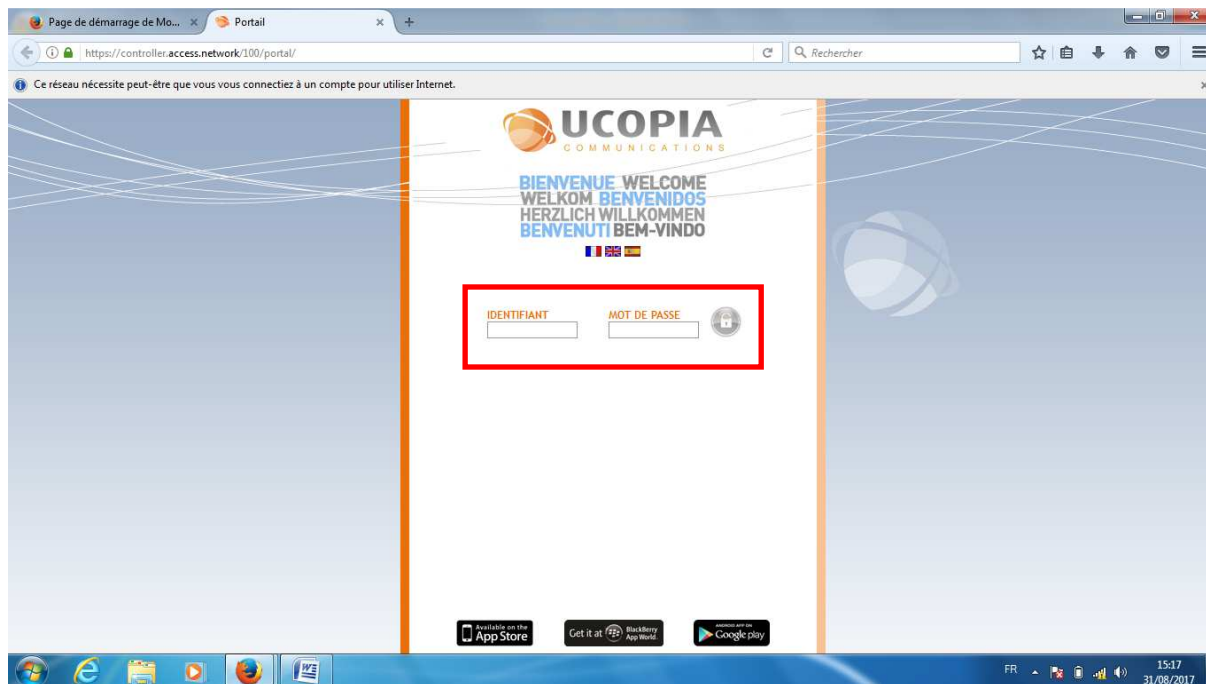 Page de démarrage de Mo...
Portail
https://controller.access.network/100/portal/
Rechercher
Ce réseau nécessite peut-être que vous vous connectiez à un compte pour utiliser Internet.
UCOPIA
COMMUNICATIONS
BIENVENUE WELCOME
WELKOM BENVENIDOS
HERZLICH WILLKOMMEN
BENVENUTI BEM-VINDO
IDENTIFIANT MOT DE PASSE
Available on the
App Store
Get it at BlackBerry
App World
ANDROID APP ON
Google play
FR
15:17
31/08/2017